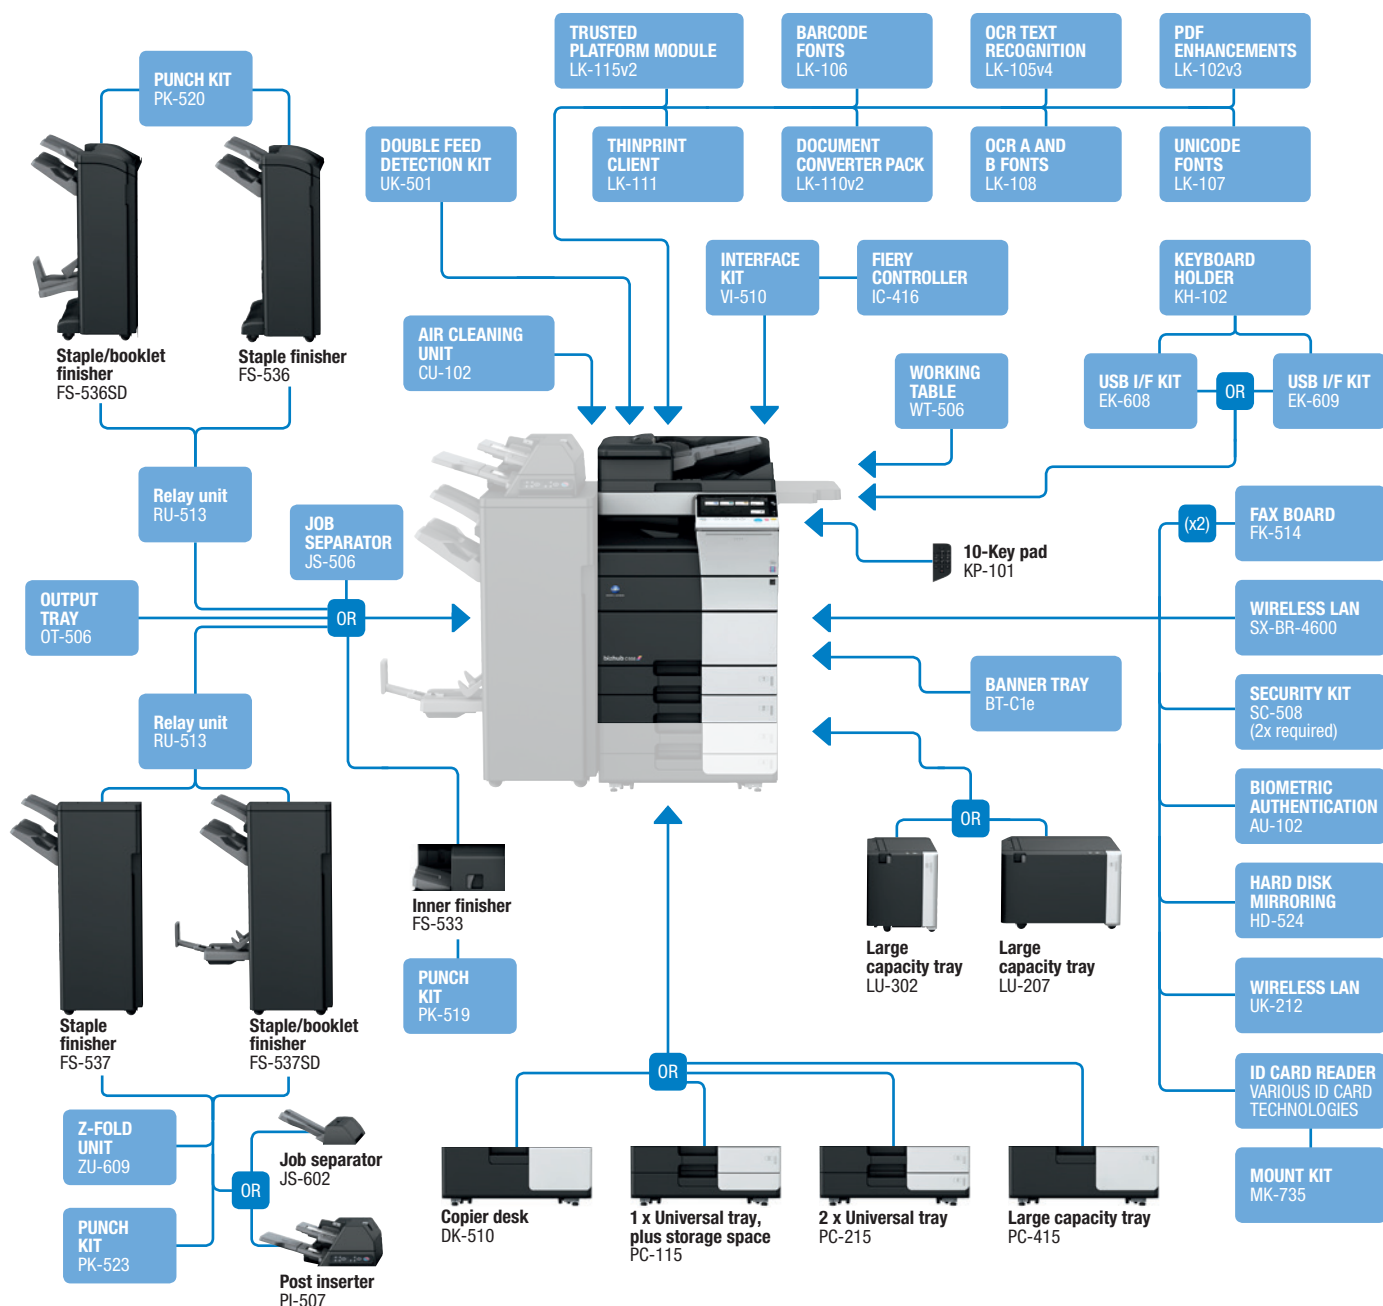 TRUSTED
PLATFORM MODULE
LK-115v2
BARCODE
FONTS
LK-106
OCR TEXT
RECOGNITION
LK-105v4
PDF
ENHANCEMENTS
LK-102v3
PUNCH KIT
PK-520
DOUBLE FEED
DETECTION KIT
UK-501
THINPRINT
CLIENT
LK-111
DOCUMENT
CONVERTER PACK
LK-110v2
OCR A AND
B FONTS
LK-108
UNICODE
FONTS
LK-107
INTERFACE
KIT
VI-510
FIERY
CONTROLLER
IC-416
KEYBOARD
HOLDER
KH-102
Staple/booklet
finisher
FS-536SD
Staple finisher
FS-536
AIR CLEANING
UNIT
CU-102
WORKING
TABLE
WT-506
USB I/F KIT
EK-608
OR
USB I/F KIT
EK-609
Relay unit
RU-513
JOB
SEPARATOR
JS-506
(x2)
FAX BOARD
FK-514
10-Key pad
KP-101
OUTPUT
TRAY
OT-506
OR
WIRELESS LAN
SX-BR-4600
bizhub
BANNER TRAY
BT-C1e
SECURITY KIT
SC-508
(2x required)
Relay unit
RU-513
BIOMETRIC
AUTHENTICATION
AU-102
OR
HARD DISK
MIRRORING
HD-524
Inner finisher
FS-533
Large
capacity tray
LU-302
Large
capacity tray
LU-207
PUNCH
KIT
PK-519
WIRELESS LAN
UK-212
Staple
finisher
FS-537
Staple/booklet
finisher
FS-537SD
OR
ID CARD READER
VARIOUS ID CARD
TECHNOLOGIES
Z-FOLD
UNIT
ZU-609
Job separator
JS-602
OR
MOUNT KIT
MK-735
PUNCH
KIT
PK-523
Post inserter
PI-507
Copier desk
DK-510
1 x Universal tray,
plus storage space
PC-115
2 x Universal tray
PC-215
Large capacity tray
PC-415